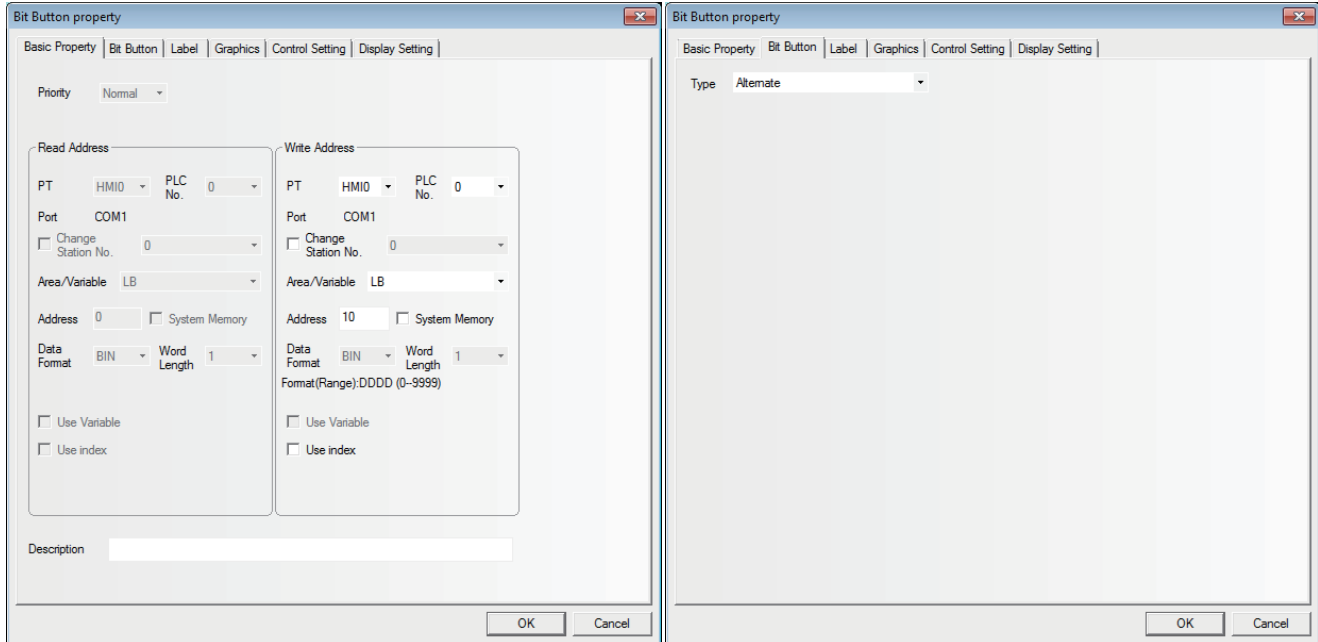 Bit Button property
Basic Property Bit Button Label Graphics Control Setting Display Setting
Priority Normal
Read Address
PT HMI0 PLC No. 0
Port COM1
Change Station No. 0
Area/Variable LB
Address 0 System Memory
Data Format BIN Word Length 1
Use Variable
Use index
Write Address
PT HMI0 PLC No. 0
Port COM1
Change Station No. 0
Area/Variable LB
Address 10 System Memory
Data Format BIN Word Length 1
Format(Range):DDDD (0--9999)
Use Variable
Use index
Description
OK Cancel
Bit Button property
Basic Property Bit Button Label Graphics Control Setting Display Setting
Type Alternate
OK Cancel